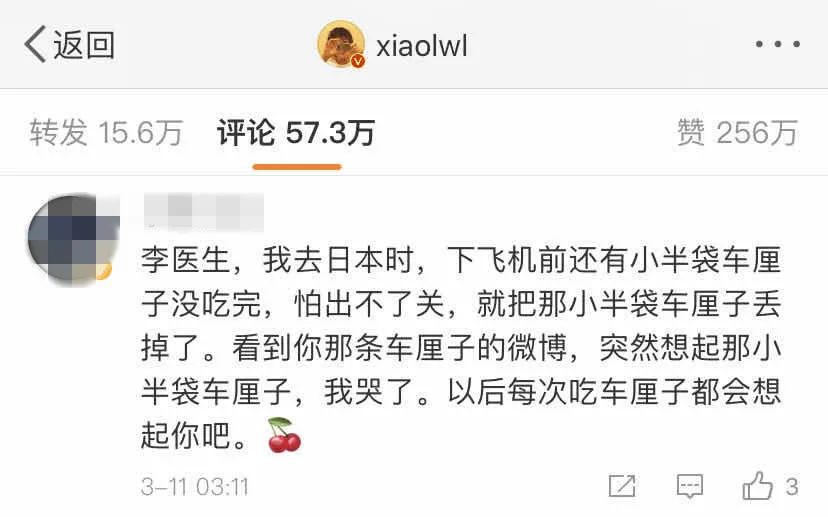 返回
xiaolwl
转发 15.6万 评论 57.3万 赞 256万
李医生，我去日本时，下飞机前还有小半袋车厘
子没吃完，怕出不了关，就把那小半袋车厘子丢
掉了。看到你那条车厘子的微博，突然想起那小
半袋车厘子，我哭了。以后每次吃车厘子都会想
起你吧。🍒
3-11 03:11
3